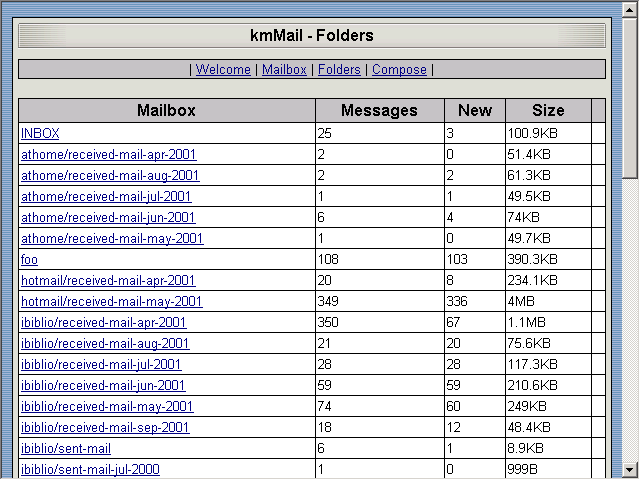 kmMail - Folders
| Welcome | Mailbox | Folders | Compose |
Mailbox Messages New Size
INBOX 25 3 100.9KB
athome/received-mail-apr-2001 2 0 51.4KB
athome/received-mail-aug-2001 2 2 61.3KB
athome/received-mail-jul-2001 1 1 49.5KB
athome/received-mail-jun-2001 6 4 74KB
athome/received-mail-may-2001 1 0 49.7KB
foo 108 103 390.3KB
hotmail/received-mail-apr-2001 20 8 234.1KB
hotmail/received-mail-may-2001 349 336 4MB
ibiblio/received-mail-apr-2001 350 67 1.1MB
ibiblio/received-mail-aug-2001 21 20 75.6KB
ibiblio/received-mail-jul-2001 28 28 117.3KB
ibiblio/received-mail-jun-2001 59 59 210.6KB
ibiblio/received-mail-may-2001 74 60 249KB
ibiblio/received-mail-sep-2001 18 12 48.4KB
ibiblio/sent-mail 6 1 8.9KB
ibiblio/sent-mail-jul-2000 1 0 999B